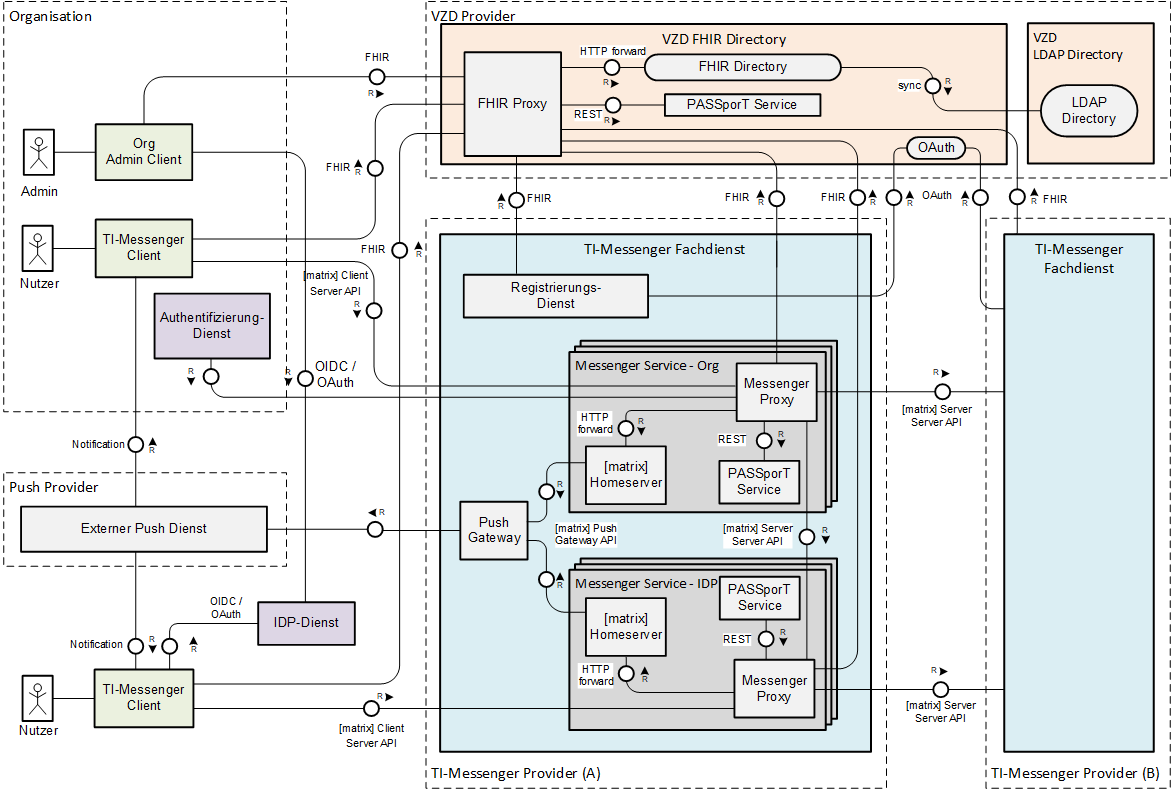 Organisation
VZD Provider
VZD FHIR Directory
VZD
LDAP Directory
HTTP forward
FHIR
R
FHIR Proxy
R
FHIR Directory
sync
R
REST
R
PASSporT Service
LDAP
Directory
Org
Admin Client
OAuth
Admin
FHIR
R
R
FHIR
FHIR
R
FHIR
R
R
OAuth
R
R
FHIR
TI-Messenger
Client
Nutzer
FHIR
R
TI-Messenger Fachdienst
TI-Messenger
Fachdienst
[matrix] Client
Server API
R
Registrierungs-
Dienst
Authentifizierung-
Dienst
R
R
OIDC /
OAuth
Messenger Service - Org
Messenger
Proxy
R
[matrix] Server
Server API
HTTP
forward
R
REST
R
Notification
R
[matrix]
Homeserver
PASSporT
Service
Push Provider
R
Externer Push Dienst
R
Push
Gateway
[matrix] Push
Gateway API
[matrix] Server
Server API
R
R
Messenger Service - IDP
PASSporT
Service
OIDC /
OAuth
IDP-Dienst
[matrix]
Homeserver
REST
R
Notification
R
R
HTTP
forward
R
TI-Messenger
Client
Nutzer
R
[matrix] Client
Server API
Messenger
Proxy
R
[matrix] Server
Server API
TI-Messenger Provider (A)
TI-Messenger Provider (B)